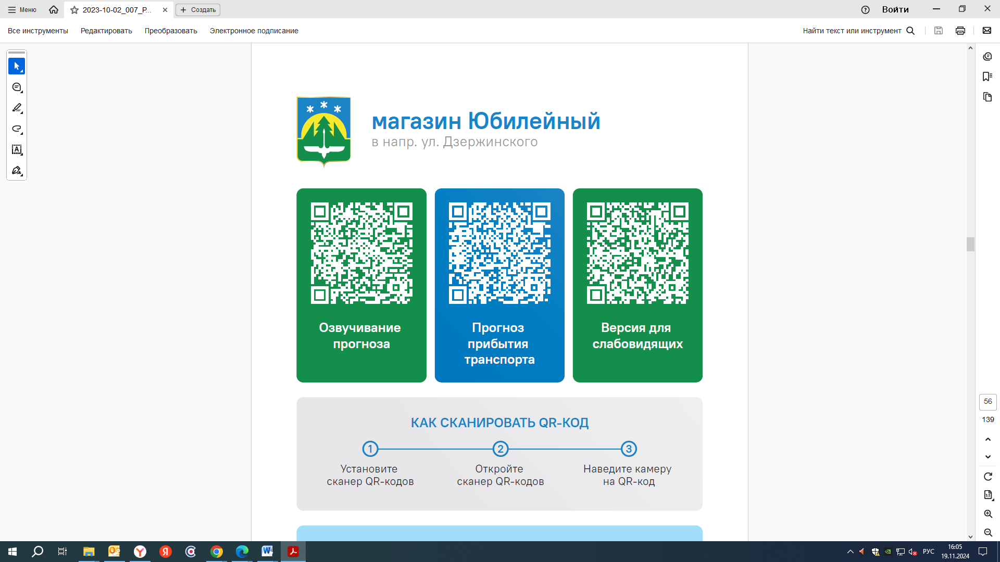 Меню
2023-10-02_007_P...
Создать
Войти
Все инструменты
Редактировать
Преобразовать
Электронное подписание
Найти текст или инструмент
магазин Юбилейный
в напр. ул. Дзержинского
Озвучивание
прогноза
Прогноз
прибытия
транспорта
Версия для
слабовидящих
КАК СКАНИРОВАТЬ QR-КОД
1
2
3
Установите
сканер QR-кодов
Откройте
сканер QR-кодов
Наведите камеру
на QR-код
56
139
РУС
16:05
19.11.2024